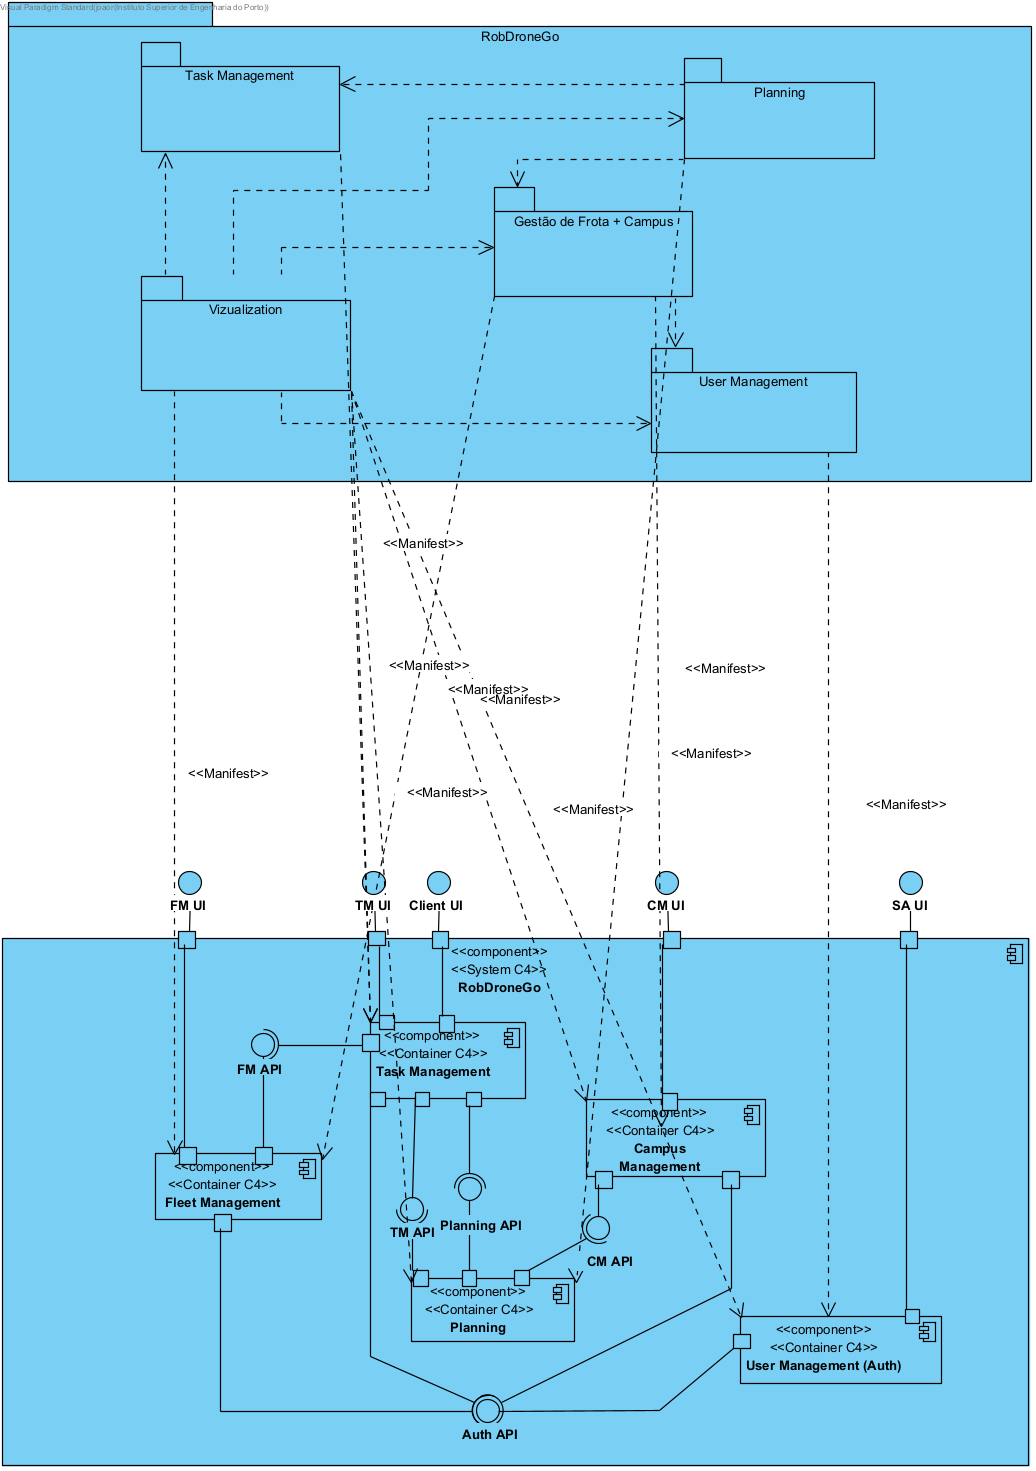 Visual Paradigm Standard(joaor(Instituto Superior de Engenharia do Porto))
RobDroneGo
Task Management
Planning
Gestão de Frota + Campus
Vizualization
User Management
<<Manifest>>
<<Manifest>>
<<Manifest>>
<<Manifest>>
<<Manifest>>
<<Manifest>>
<<Manifest>>
<<Manifest>>
<<Manifest>>
<<Manifest>>
FM UI
TM UI
Client UI
CM UI
SA UI
<<component>>
<<System C4>>
RobDroneGo
<<component>>
<<Container C4>>
Task Management
FM API
<<component>>
<<Container C4>>
Campus
Management
<<component>>
<<Container C4>>
Fleet Management
TM API
Planning API
CM API
<<component>>
<<Container C4>>
Planning
<<component>>
<<Container C4>>
User Management (Auth)
Auth API